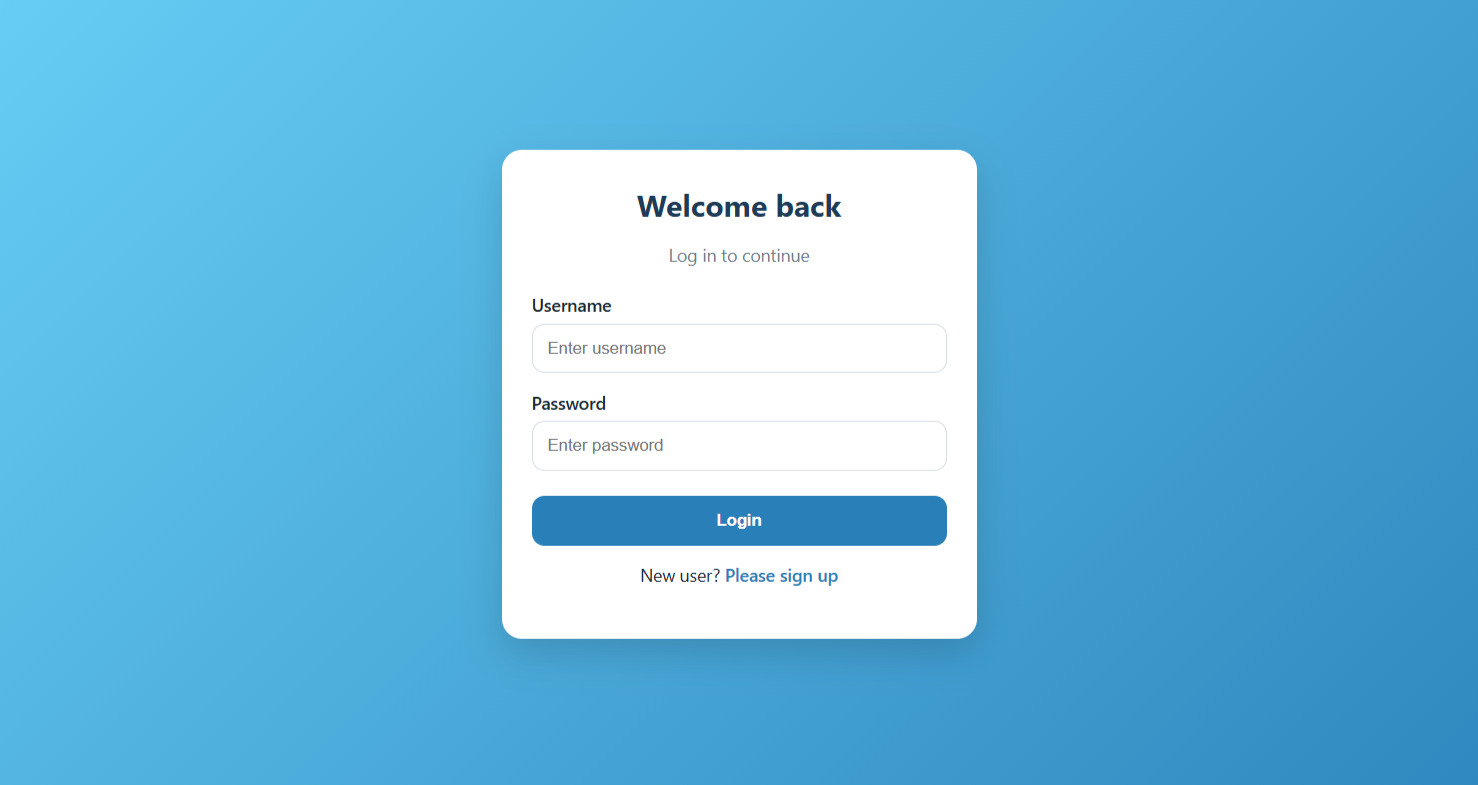 Welcome back
Log in to continue
Username
Enter username
Password
Enter password
Login
New user? Please sign up